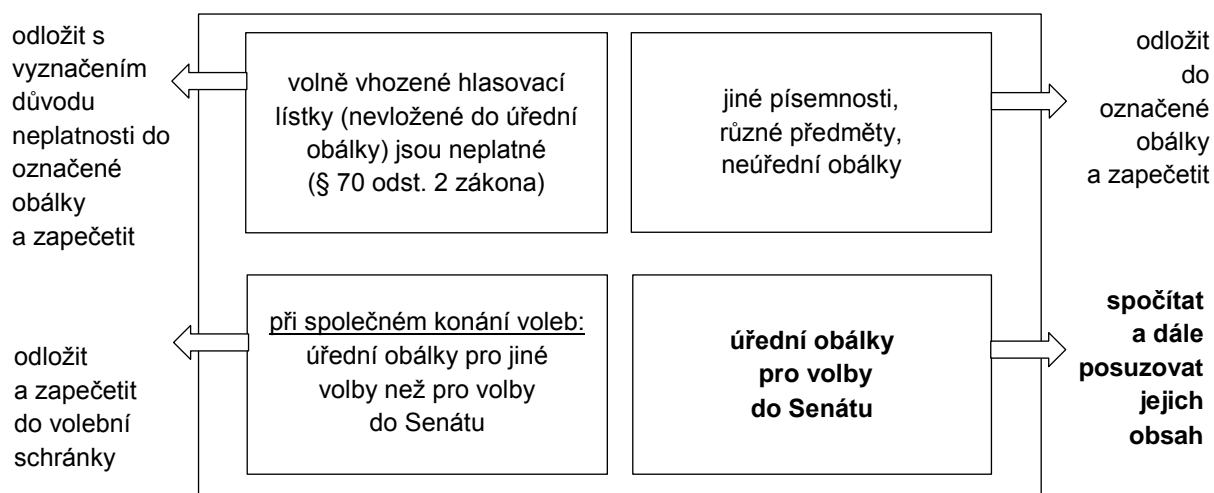 odložit s
vyznačením
důvodu
neplatnosti do
označené
obálky
a zapečetit
volně vhozené hlasovací
lístky (nevložené do úřední
obálky) jsou neplatné
(§ 70 odst. 2 zákona)
jiné písemnosti,
různé předměty,
neúřední obálky
odložit
do
označené
obálky
a zapečetit
odložit
a zapečetit
do volební
schránky
při společném konání voleb:
úřední obálky pro jiné
volby než pro volby
do Senátu
úřední obálky
pro volby
do Senátu
spočítat
a dále
posuzovat
jejich
obsah